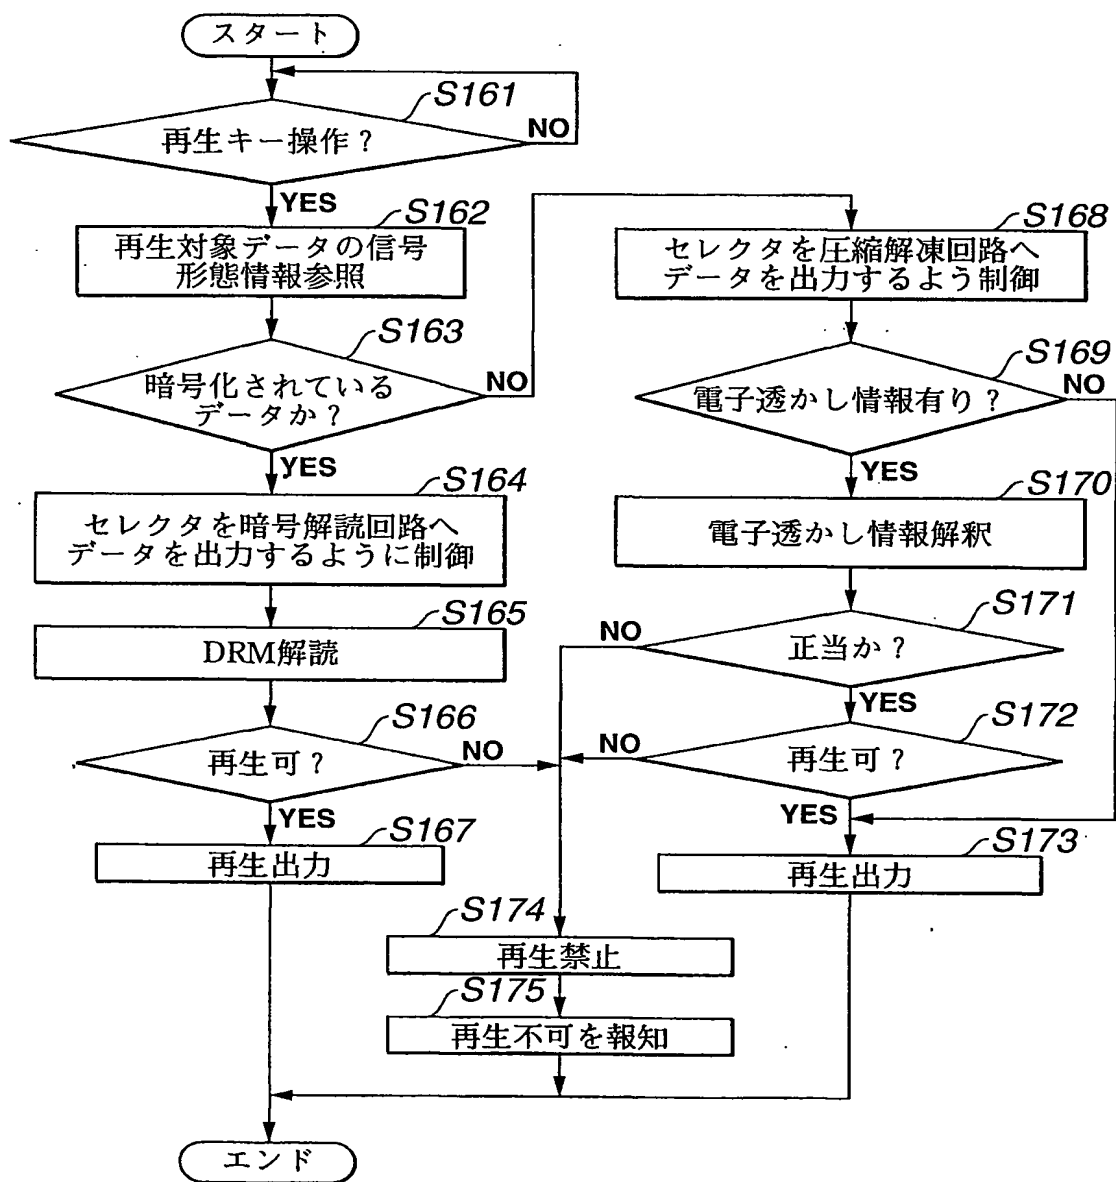 スタート
S161
再生キー操作?
NO
YES
S162
再生対象データの信号
形態情報参照
S163
暗号化されている
データか?
NO
YES
S164
セレクタを暗号解読回路へ
データを出力するように制御
S165
DRM解読
S166
再生可?
NO
YES
S167
再生出力
S168
セレクタを圧縮解凍回路へ
データを出力するよう制御
S169
電子透かし情報有り?
NO
YES
S170
電子透かし情報解釈
S171
正当か?
NO
YES
S172
再生可?
NO
YES
S173
再生出力
S174
再生禁止
S175
再生不可を報知
エンド